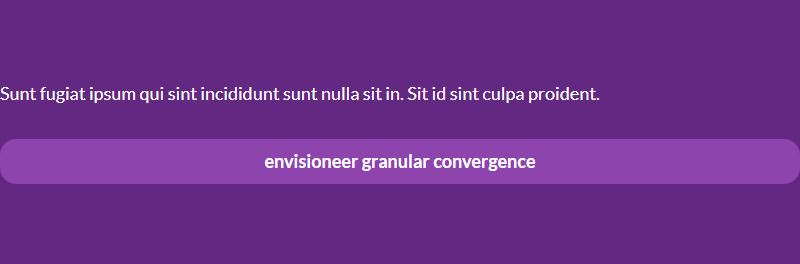 Sunt fugiat ipsum qui sint incididunt sunt nulla sit in. Sit id sint culpa proident.
envisioneer granular convergence